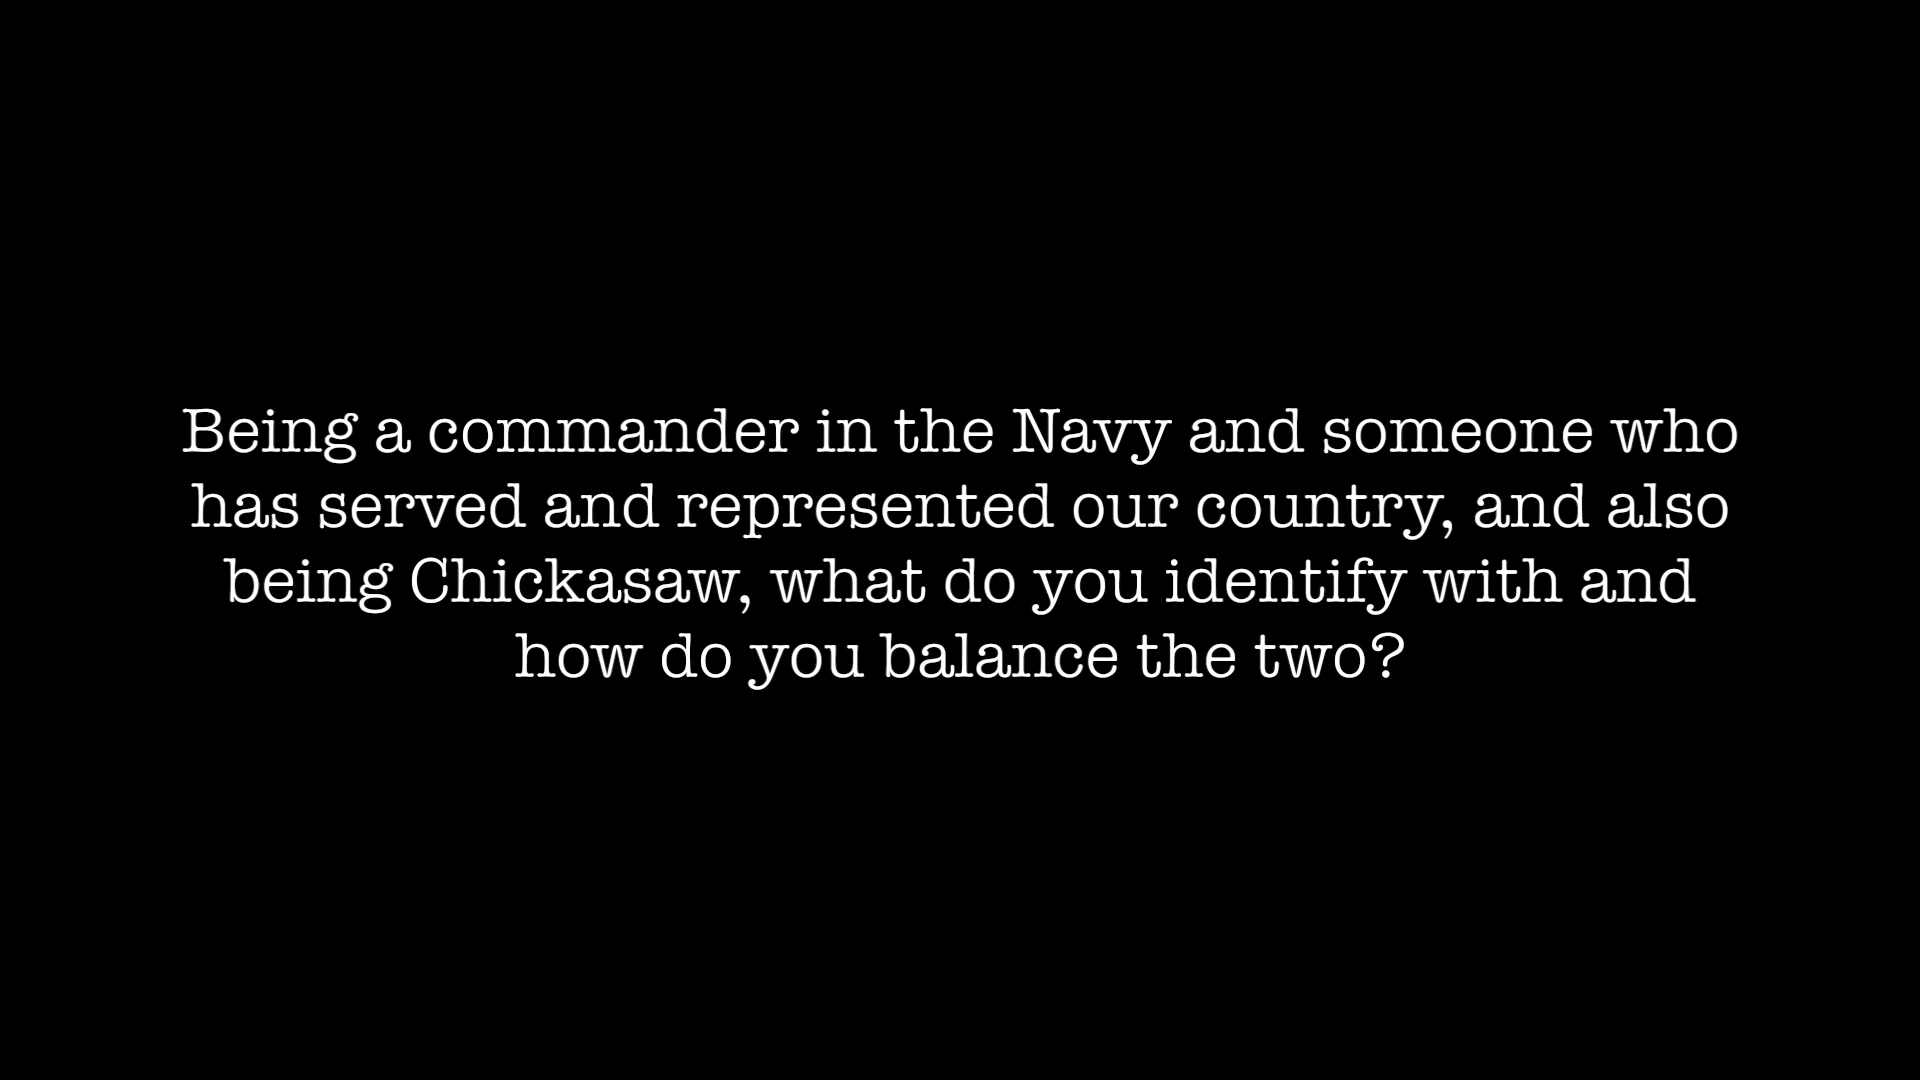 Being a commander in the Navy and someone who
has served and represented our country, and also
being Chickasaw, what do you identify with and
how do you balance the two?